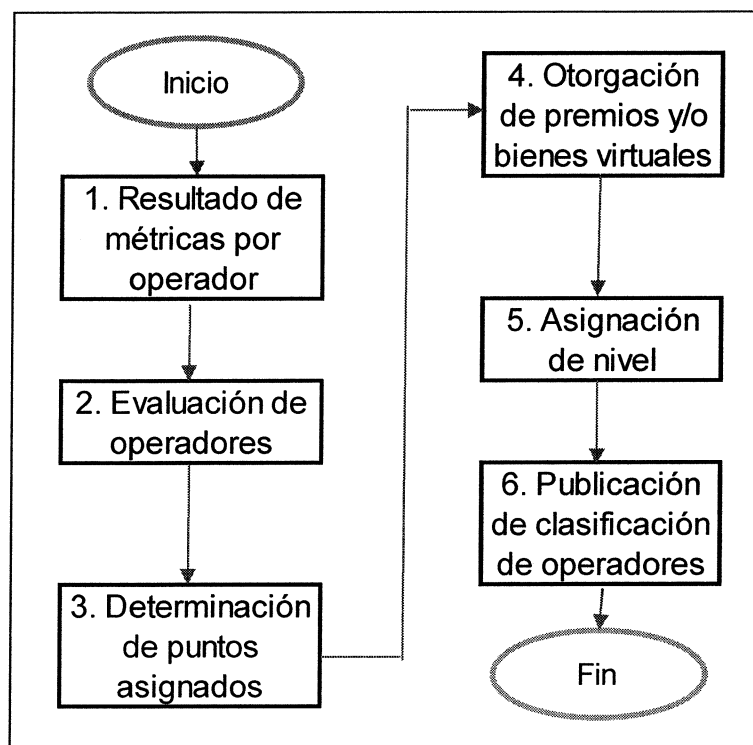 Inicio
1. Resultado de
métricas por
operador
2. Evaluación de
operadores
3. Determinación
de puntos
asignados
4. Otorgación
de premios y/o
bienes virtuales
5. Asignación
de nivel
6. Publicación
de clasificación
de operadores
Fin